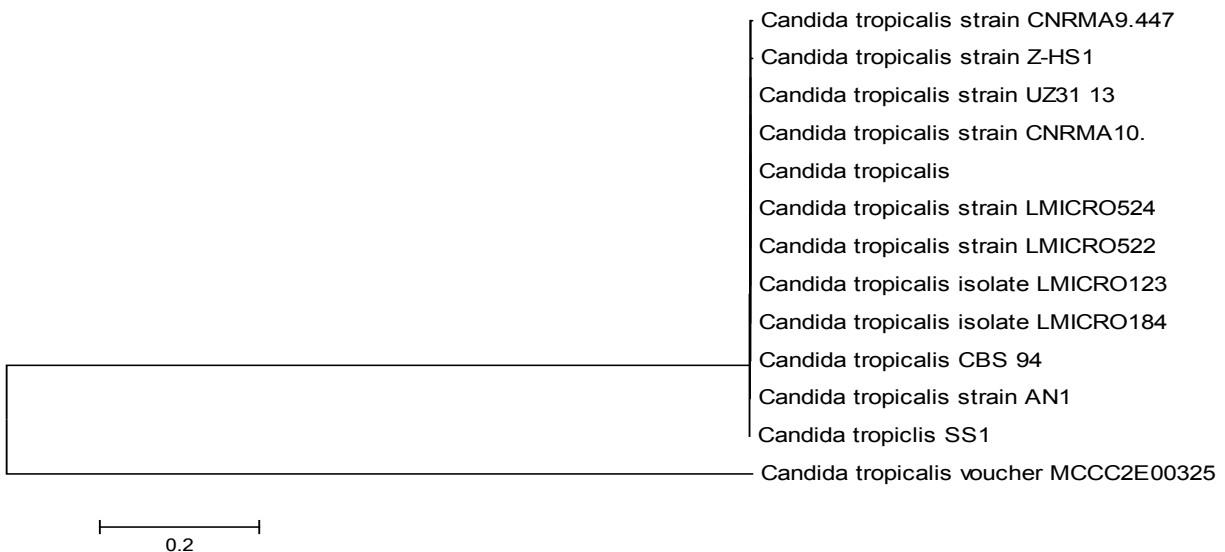 Candida tropicalis strain CNRMA9.447
Candida tropicalis strain Z-HS1
Candida tropicalis strain UZ31 13
Candida tropicalis strain CNRMA10.
Candida tropicalis
Candida tropicalis strain LMICRO524
Candida tropicalis strain LMICRO522
Candida tropicalis isolate LMICRO123
Candida tropicalis isolate LMICRO184
Candida tropicalis CBS 94
Candida tropicalis strain AN1
Candida tropiclis SS1
Candida tropicalis voucher MCCC2E00325
0.2